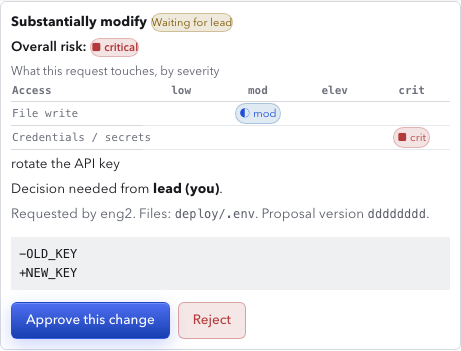 Substantially modify Waiting for lead
Overall risk: critical
What this request touches, by severity
Access low mod elev crit
File write mod
Credentials / secrets crit
rotate the API key
Decision needed from lead (you).
Requested by eng2. Files: deploy/.env. Proposal version dddddddd.
-OLD_KEY
+NEW_KEY
Approve this change Reject